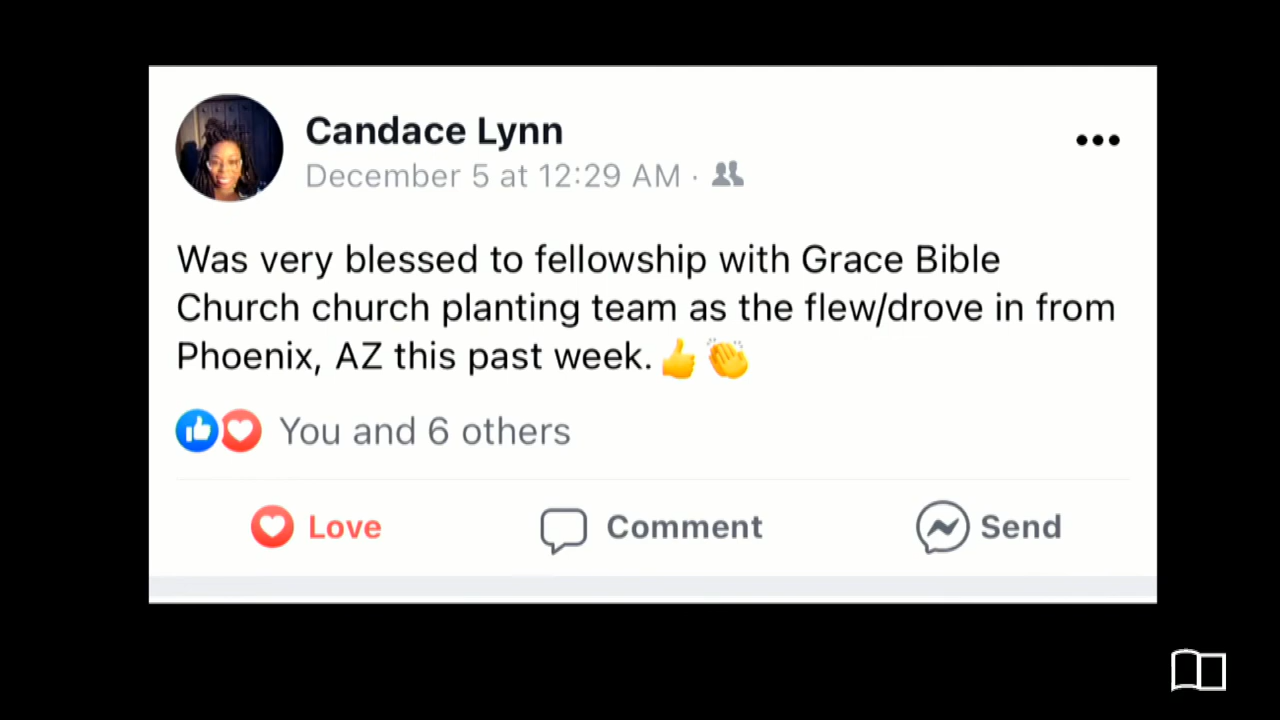 Candace Lynn
December 5 at 12:29 AM ·
Was very blessed to fellowship with Grace Bible
Church church planting team as the flew/drove in from
Phoenix, AZ this past week.👍👏
You and 6 others
Love Comment Send